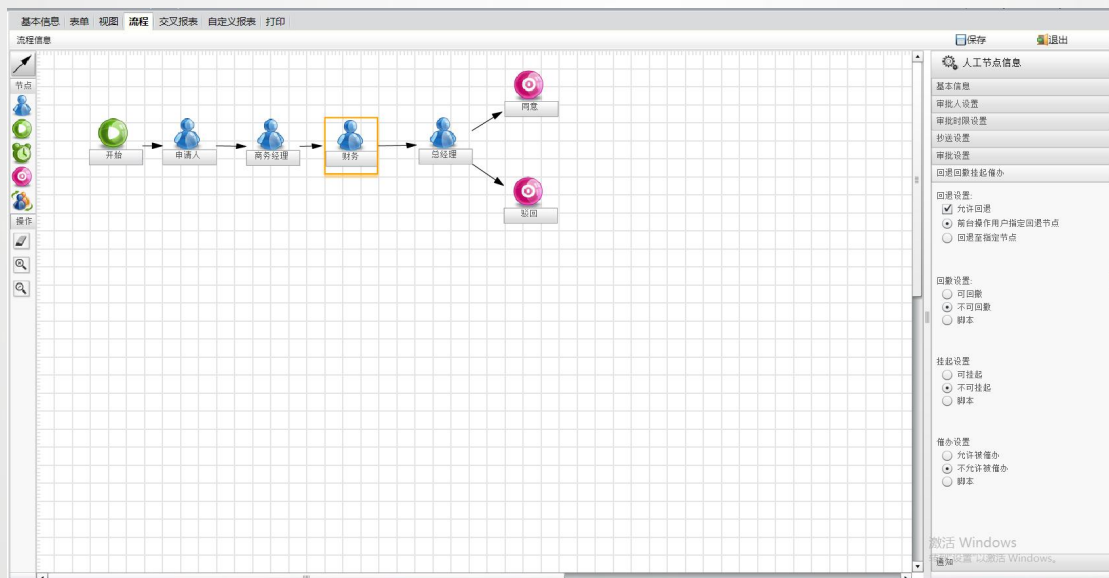 基本信息 表单 视图 流程 交叉报表 自定义报表 打印
流程信息
保存 退出
节点
操作
开始
申请人
商务经理
财务
总经理
同意
驳回
人工节点信息
基本信息
审批人设置
审批时限设置
抄送设置
审批设置
回退回撤挂起催办
回退设置:
允许回退
前台操作用户指定回退节点
回退至指定节点
回撤设置:
可回撤
不可回撤
脚本
挂起设置
可挂起
不可挂起
脚本
催办设置
允许被催办
不允许被催办
脚本
激活 Windows
转到"设置"以激活 Windows。
通知